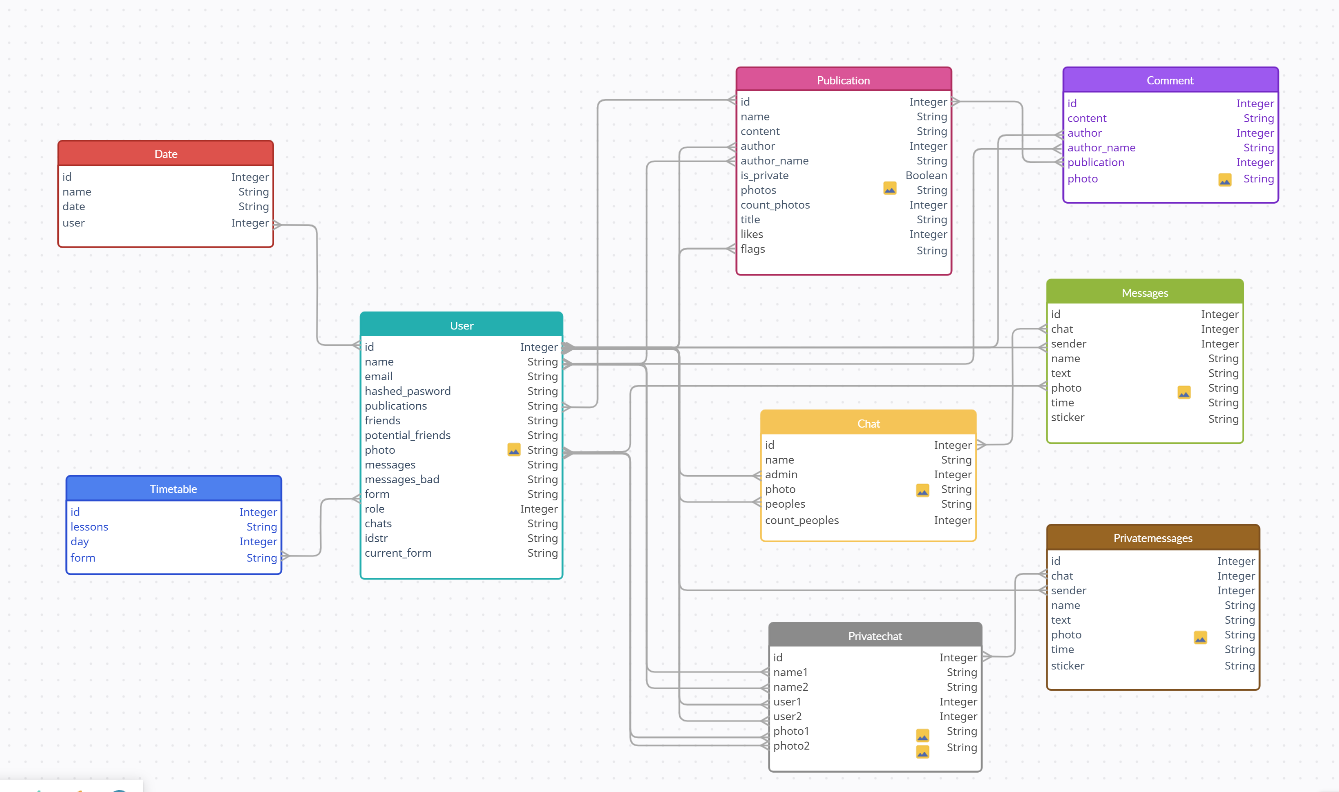 Date
id Integer
name String
date String
user Integer
Timetable
id Integer
lessons String
day Integer
form String
User
id Integer
name String
email String
hashed_pasword String
publications String
friends String
potential_friends String
photo String
messages String
messages_bad String
form String
role Integer
chats String
idstr String
current_form String
Publication
id Integer
name String
content String
author Integer
author_name String
is_private Boolean
photos String
count_photos Integer
title String
likes Integer
flags String
Comment
id Integer
content String
author Integer
author_name String
publication Integer
photo String
Messages
id Integer
chat Integer
sender Integer
name String
text String
photo String
time String
sticker String
Chat
id Integer
name String
admin Integer
photo String
peoples String
count_peoples Integer
Privatemessages
id Integer
chat Integer
sender Integer
name String
text String
photo String
time String
sticker String
Privatechat
id Integer
name1 String
name2 String
user1 Integer
user2 Integer
photo1 String
photo2 String